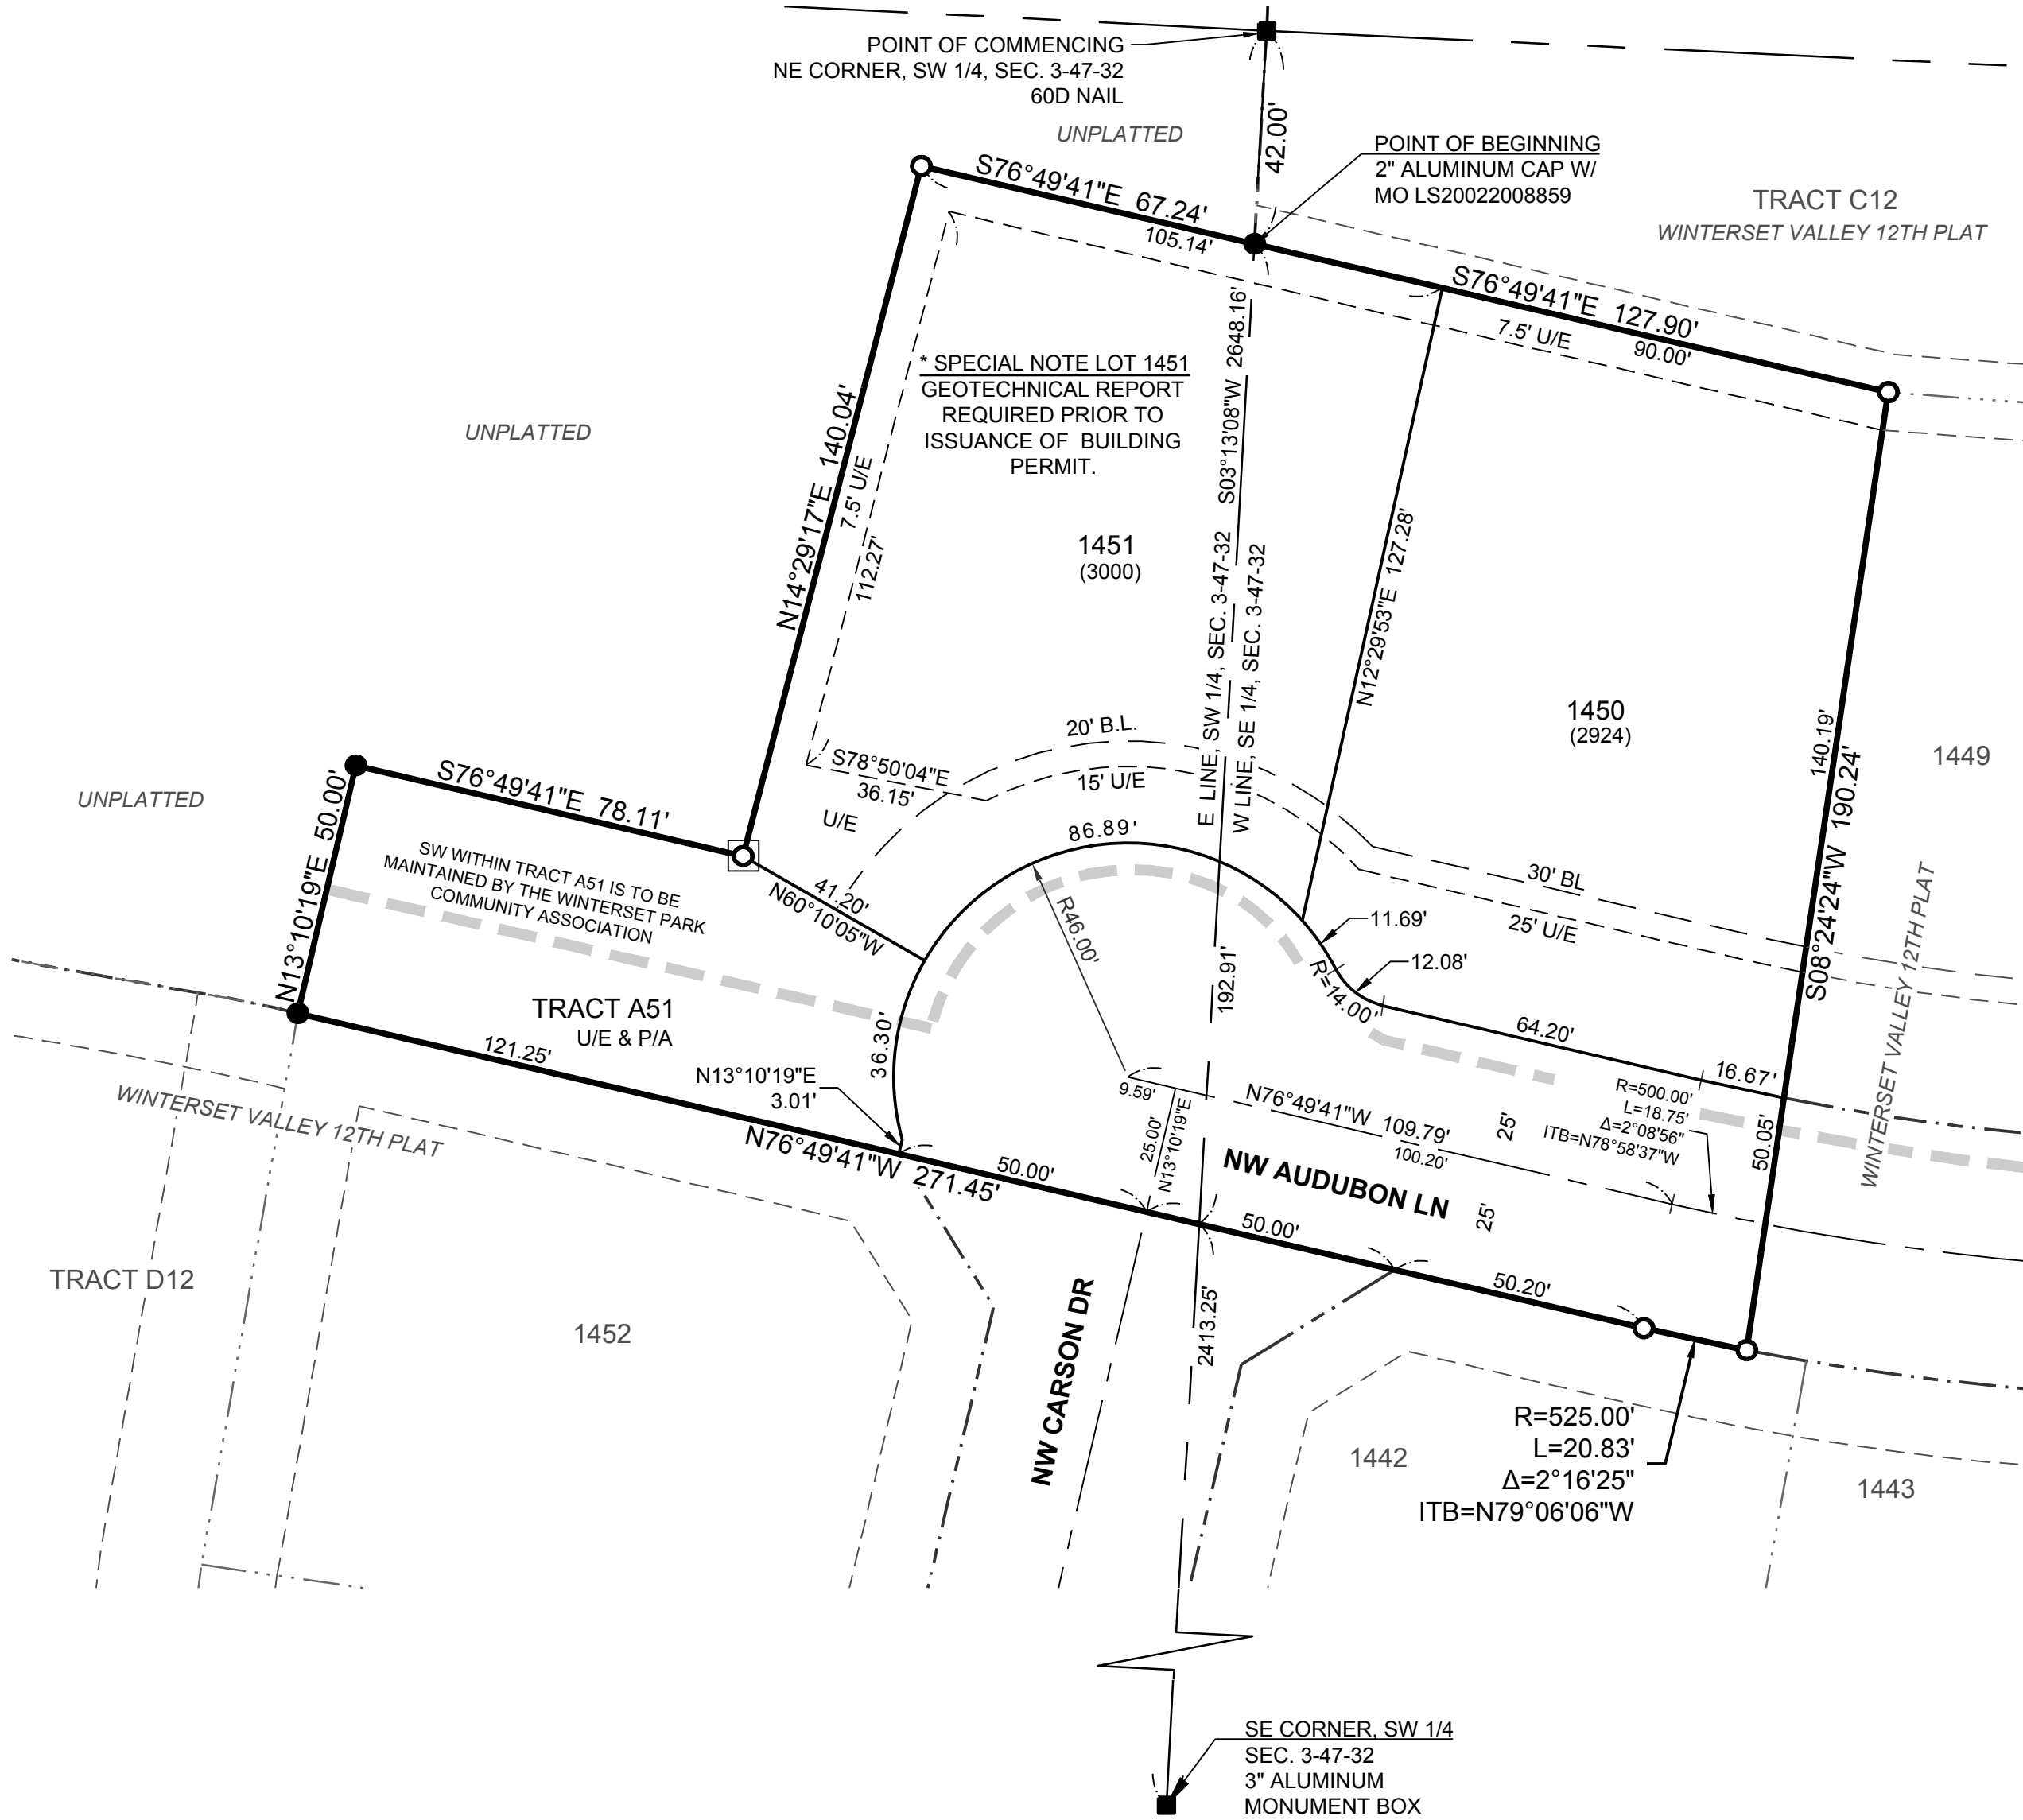 POINT OF COMMENCING
NE CORNER, SW 1/4, SEC. 3-47-32
60D NAIL
UNPLATTED
42.00'
POINT OF BEGINNING
2" ALUMINUM CAP W/
MO LS20022008859
TRACT C12
WINTERSET VALLEY 12TH PLAT
S76°49'41"E 67.24'
105.14'
S76°49'41"E 127.90'
7.5' U/E
90.00'
* SPECIAL NOTE LOT 1451
GEOTECHNICAL REPORT
REQUIRED PRIOR TO
ISSUANCE OF BUILDING
PERMIT.
UNPLATTED
N14°29'17"E 140.04'
7.5' U/E
112.27'
1451
(3000)
S03°13'08"W 2648.16'
E LINE, SW 1/4, SEC. 3-47-32
W LINE, SE 1/4, SEC. 3-47-32
N12°29'53"E 127.28'
1450
(2924)
140.19'
S08°24'24"W 190.24'
1449
WINTERSET VALLEY 12TH PLAT
UNPLATTED
N13°10'19"E 50.00'
S76°49'41"E 78.11'
S78°50'04"E
36.15'
U/E
20' B.L.
15' U/E
86.89'
30' BL
25' U/E
SW WITHIN TRACT A51 IS TO BE
MAINTAINED BY THE WINTERSET PARK
COMMUNITY ASSOCIATION
41.20'
N60°10'05"W
R46.00'
11.69'
12.08'
R=14.00'
192.91'
64.20'
16.67'
TRACT A51
U/E & P/A
121.25'
36.30'
N13°10'19"E
3.01'
9.59'
25.00'
N13°10'19"E
N76°49'41"W 109.79'
100.20'
25'
25'
R=500.00'
L=18.75'
Δ=2°08'56"
ITB=N78°58'37"W
50.05'
WINTERSET VALLEY 12TH PLAT
N76°49'41"W 271.45'
50.00'
NW AUDUBON LN
50.00'
50.20'
TRACT D12
1452
NW CARSON DR
2413.25'
1442
R=525.00'
L=20.83'
Δ=2°16'25"
ITB=N79°06'06"W
1443
SE CORNER, SW 1/4
SEC. 3-47-32
3" ALUMINUM
MONUMENT BOX